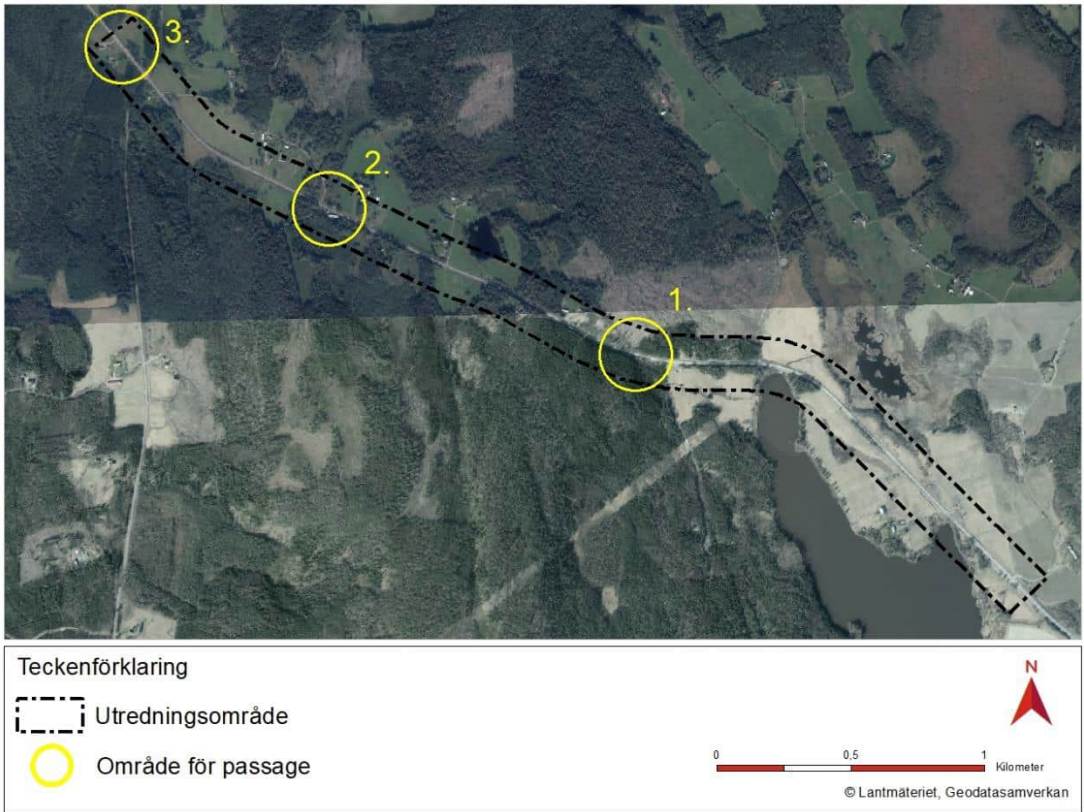 3.
2.
1.
Teckenförklaring
N
Utredningsområde
Område för passage
0 0,5 1
Kilometer
© Lantmäteriet, Geodatasamverkan